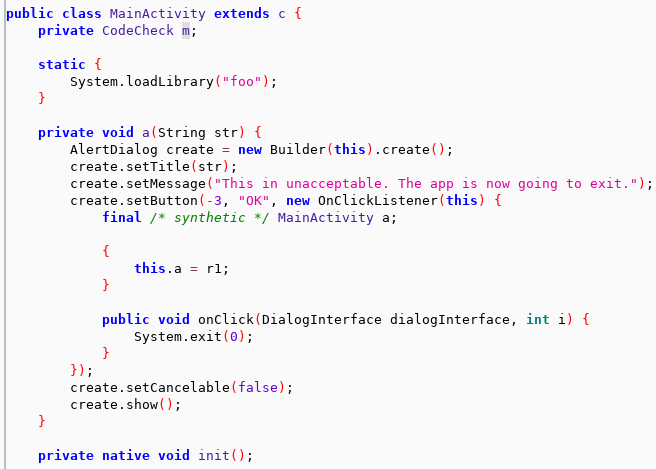 public class MainActivity extends c {
    private CodeCheck m;

    static {
        System.loadLibrary("foo");
    }

    private void a(String str) {
        AlertDialog create = new Builder(this).create();
        create.setTitle(str);
        create.setMessage("This in unacceptable. The app is now going to exit.");
        create.setButton(-3, "OK", new OnClickListener(this) {
            final /* synthetic */ MainActivity a;

            {
                this.a = r1;
            }

            public void onClick(DialogInterface dialogInterface, int i) {
                System.exit(0);
            }
        });
        create.setCancelable(false);
        create.show();
    }

    private native void init();